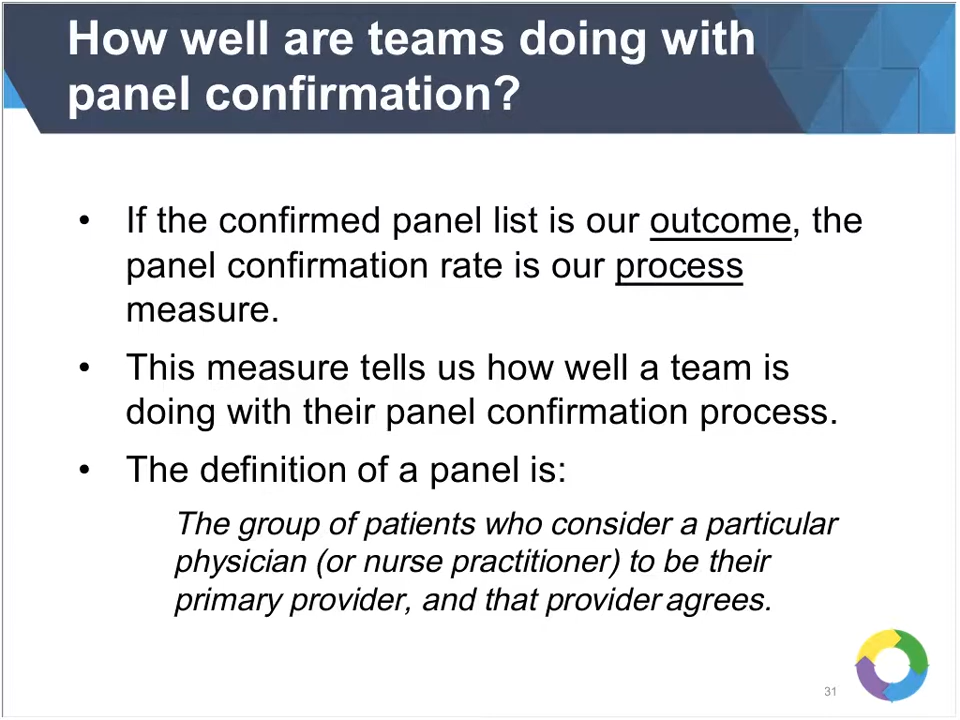 How well are teams doing with
panel confirmation?
• If the confirmed panel list is our outcome, the
panel confirmation rate is our process
measure.
• This measure tells us how well a team is
doing with their panel confirmation process.
• The definition of a panel is:
The group of patients who consider a particular
physician (or nurse practitioner) to be their
primary provider, and that provider agrees.
31